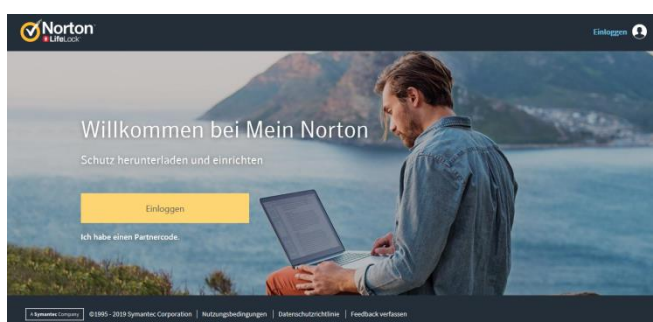 Norton
LifeLock
Einloggen
Willkommen bei Mein Norton
Schutz herunterladen und einrichten
Einloggen
Ich habe einen Partnercode.
A Symantec Company
©1995 - 2019 Symantec Corporation | Nutzungsbedingungen | Datenschutzrichtlinie | Feedback verfassen